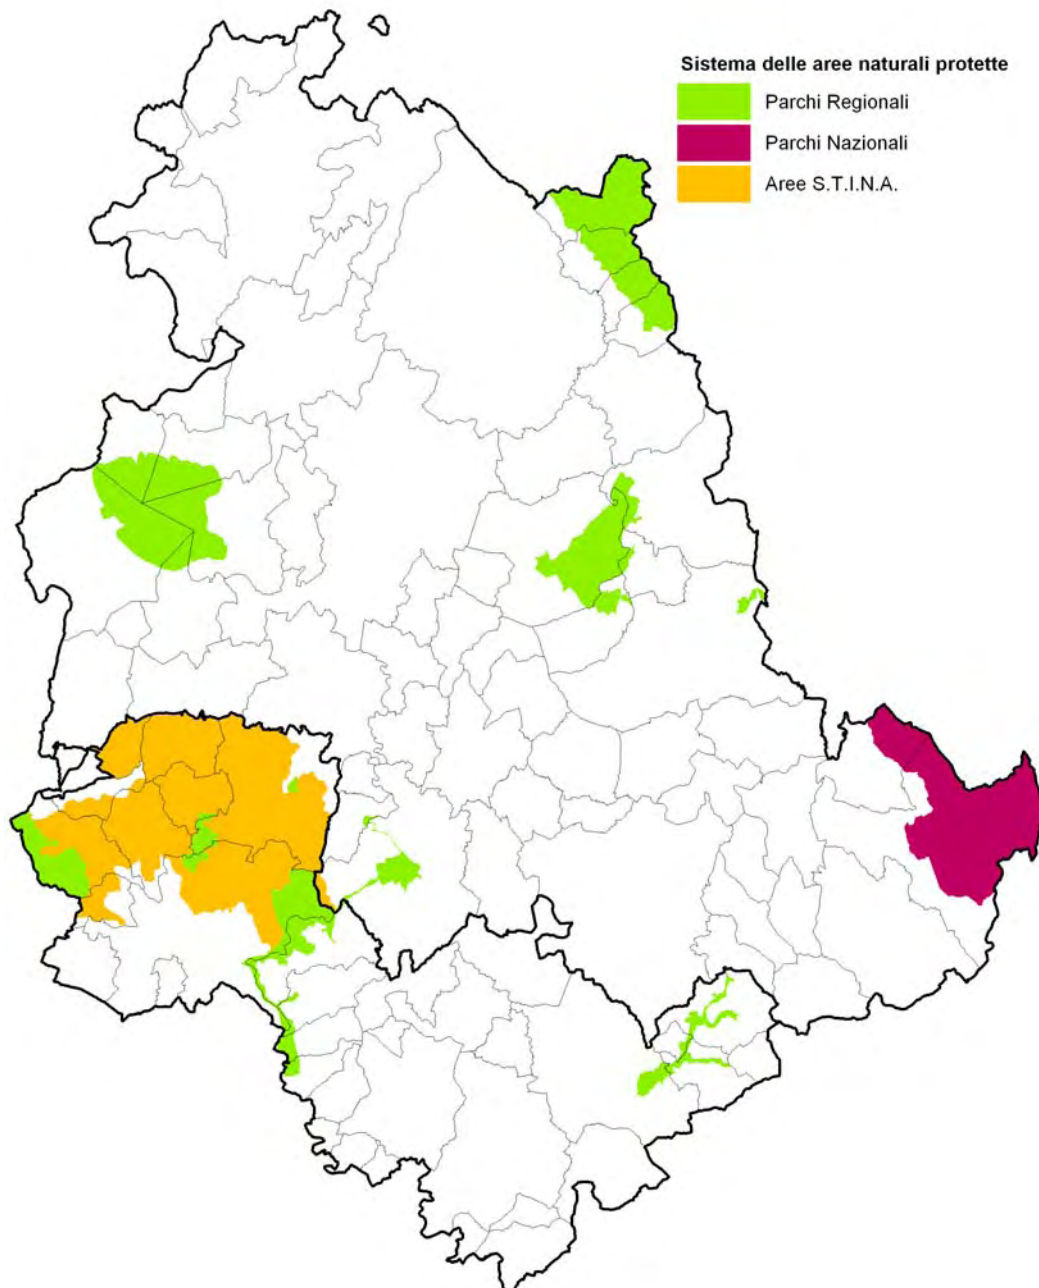 Sistema delle aree naturali protette
Parchi Regionali
Parchi Nazionali
Aree S.T.I.N.A.